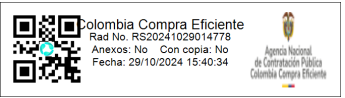 Colombia Compra Eficiente
Rad No. RS20241029014778
Anexos: No Con copia: No
Fecha: 29/10/2024 15:40:34
Agencia Nacional
de Contratación Pública
Colombia Compra Eficiente